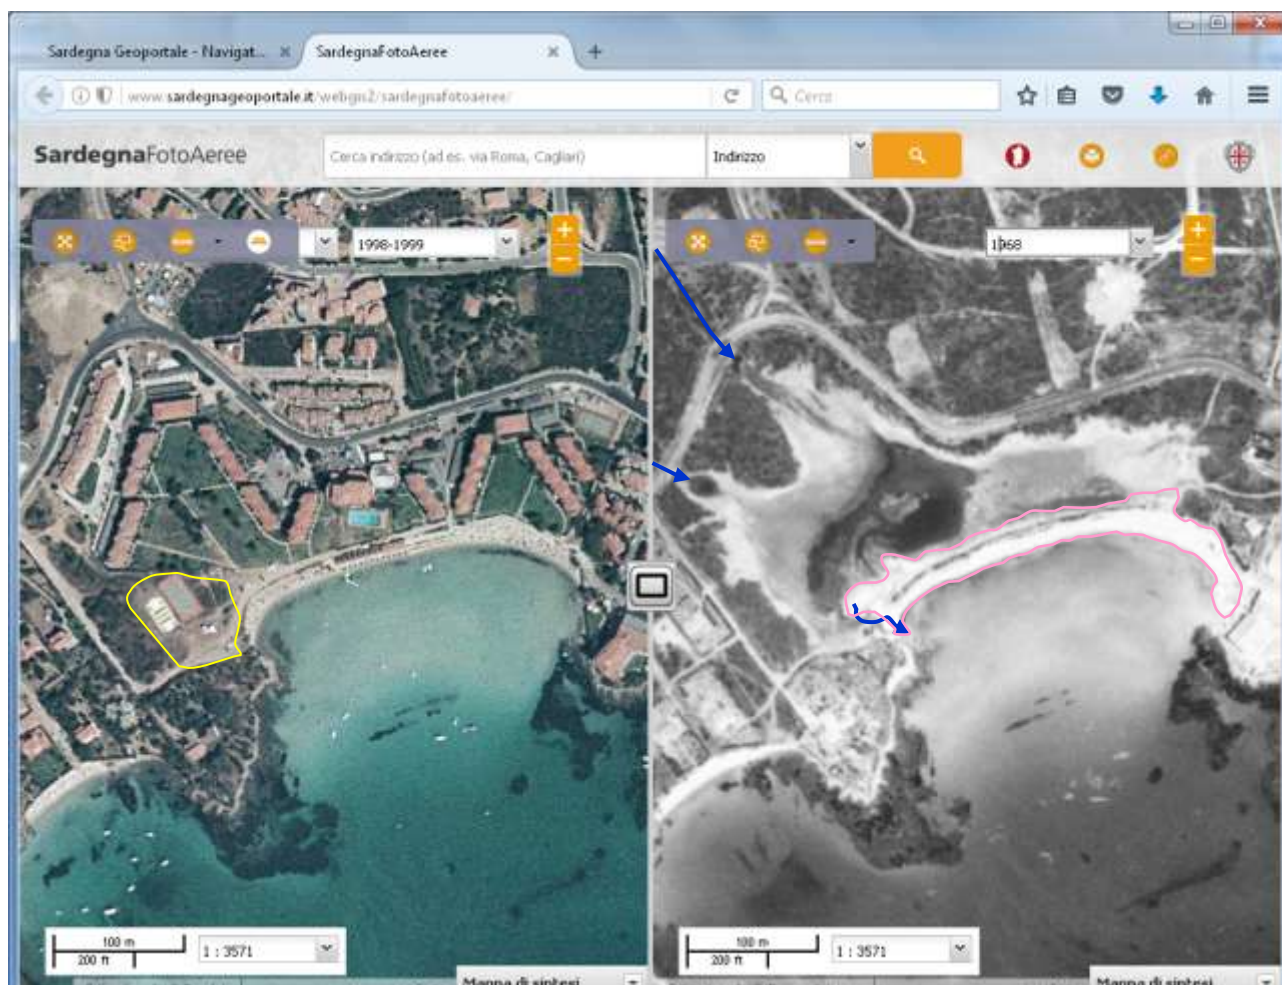 Sardegna Geoportale - Navigat...
SardegnaFotoAeree
www.sardegnageoportale.it/webgis2/sardegnafotoaeree/
Cerca
SardegnaFotoAeree
Cerca indirizzo (ad es. via Roma, Cagliari)
Indirizzo
1998-1999
+
−
1968
+
−
100 m
200 ft
1 : 3571
Mappa di sintesi
100 m
200 ft
1 : 3571
Mappa di sintesi